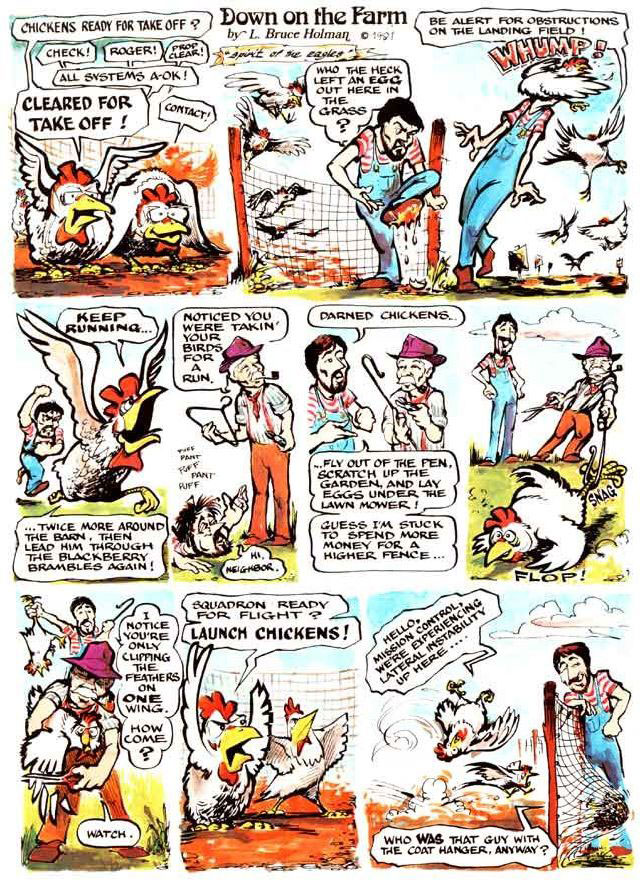 Down on the Farm
by L. Bruce Holman © 1981
"spirit of the eagles"
CHICKENS READY FOR TAKE OFF?
CHECK!
ROGER!
PROP
CLEAR!
ALL SYSTEMS A-OK!
CLEARED FOR
TAKE OFF!
CONTACT!
WHO THE HECK
LEFT AN EGG
OUT HERE IN
THE
GRASS
?
BE ALERT FOR OBSTRUCTIONS
ON THE LANDING FIELD!
WHUMP!
KEEP
RUNNING...
...TWICE MORE AROUND
THE BARN, THEN
LEAD HIM THROUGH
THE BLACKBERRY
BRAMBLES AGAIN!
NOTICED YOU
WERE TAKIN'
YOUR
BIRDS
FOR
A
RUN.
PUFF
PANT
PUFF
PANT
PUFF
HI,
NEIGHBOR.
DARNED CHICKENS...
...FLY OUT OF THE PEN,
SCRATCH UP THE
GARDEN, AND LAY
EGGS UNDER THE
LAWN MOWER!
GUESS I'M STUCK
TO SPEND MORE
MONEY FOR A
HIGHER FENCE...
SNAG
FLOP!
I
NOTICE
YOU'RE
ONLY
CLIPPING
THE
FEATHERS
ON
ONE
WING.
HOW
COME
?
WATCH.
SQUADRON READY
FOR FLIGHT?
LAUNCH CHICKENS!
HELLO,
MISSION CONTROL,
WE'RE EXPERIENCING
LATERAL INSTABILITY
UP HERE....
WHO WAS THAT GUY WITH
THE COAT HANGER, ANYWAY?